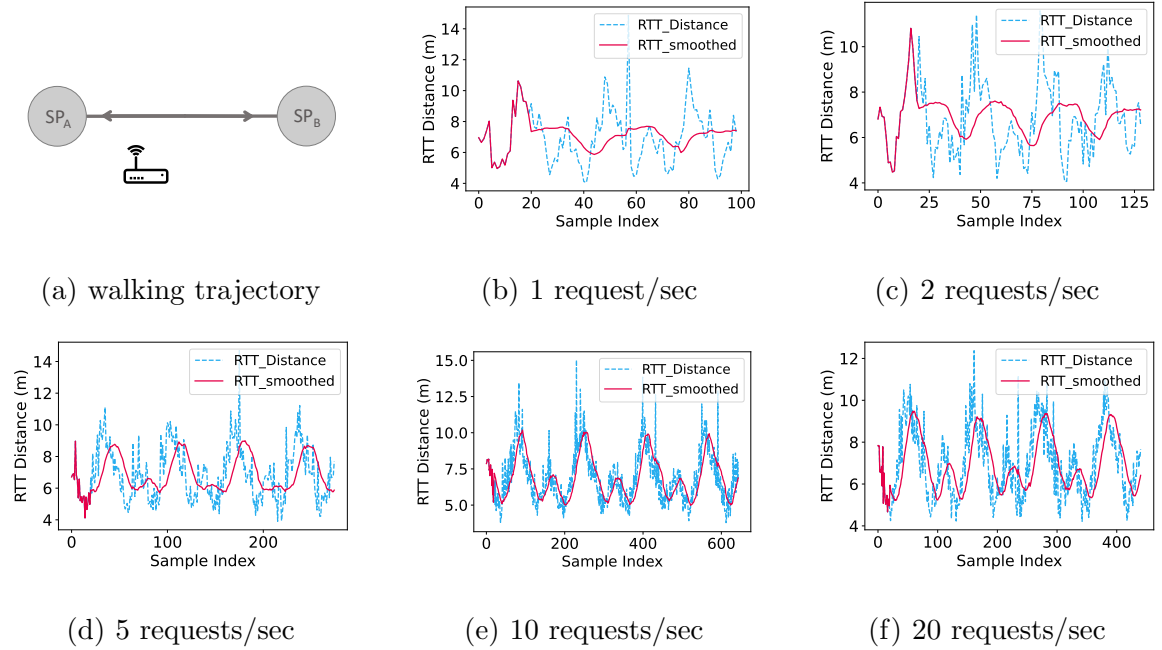 SP_A
SP_B
(a) walking trajectory
RTT_Distance
RTT_smoothed
14
12
10
8
6
4
RTT Distance (m)
0
20
40
60
80
100
Sample Index
(b) 1 request/sec
RTT_Distance
RTT_smoothed
10
8
6
4
RTT Distance (m)
0
25
50
75
100
125
Sample Index
(c) 2 requests/sec
RTT_Distance
RTT_smoothed
14
12
10
8
6
4
RTT Distance (m)
0
200
Sample Index
(d) 5 requests/sec
RTT_Distance
RTT_smoothed
15.0
12.5
10.0
7.5
5.0
RTT Distance (m)
0
200
400
600
Sample Index
(e) 10 requests/sec
RTT_Distance
RTT_smoothed
12
10
8
6
4
RTT Distance (m)
0
100
200
300
400
Sample Index
(f) 20 requests/sec